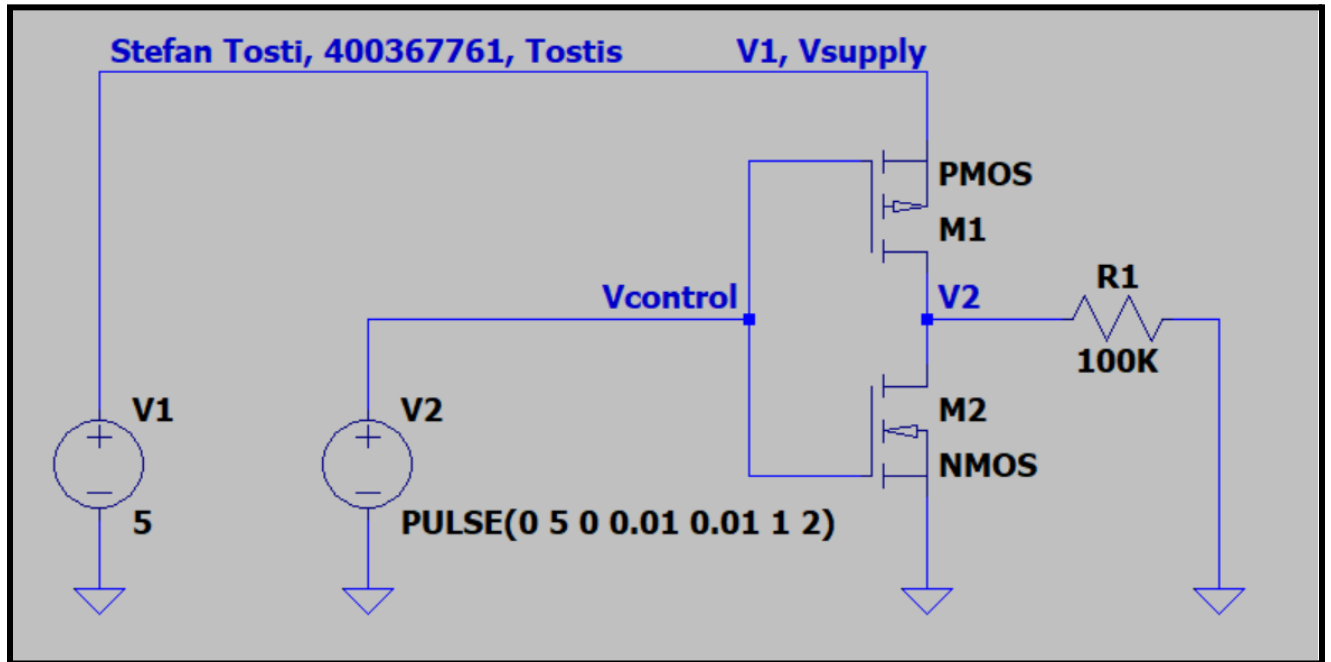 Stefan Tosti, 400367761, Tostis
V1, Vsupply
PMOS
M1
R1
Vcontrol
V2
100K
V1
V2
M2
NMOS
5
PULSE(0 5 0 0.01 0.01 1 2)